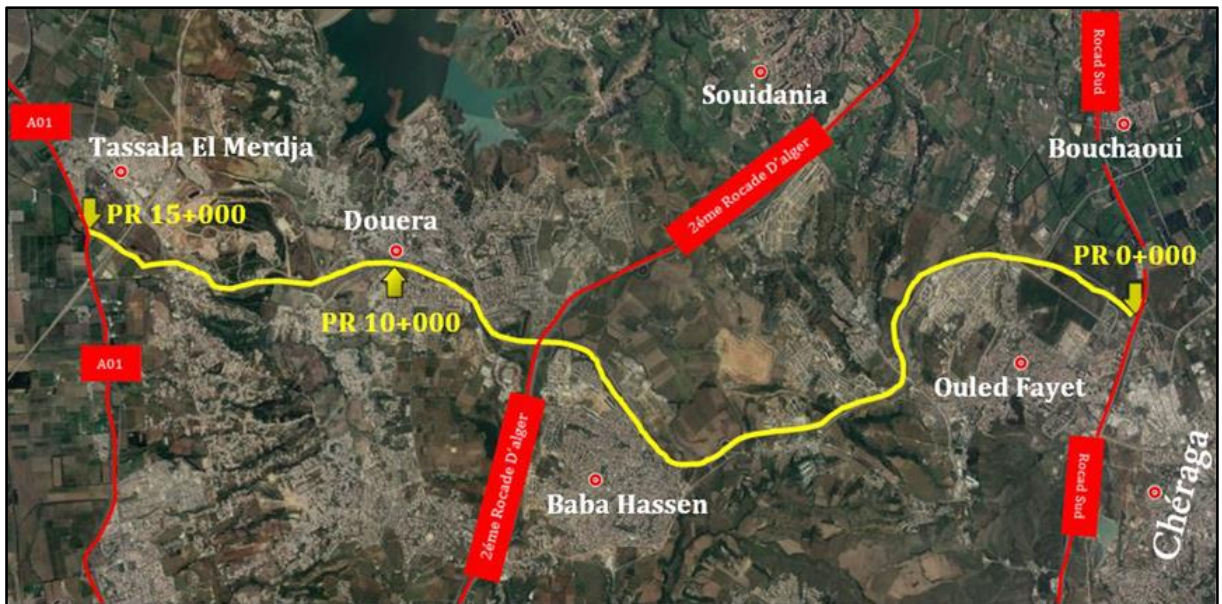 Rocad Sud
Souidania
A01
Bouchaoui
Tassala El Merdja
2éme Rocade D'alger
PR 15+000
Douera
PR 0+000
PR 10+000
A01
Ouled Fayet
2éme Rocade D'alger
Baba Hassen
Rocad Sud
Chéraga